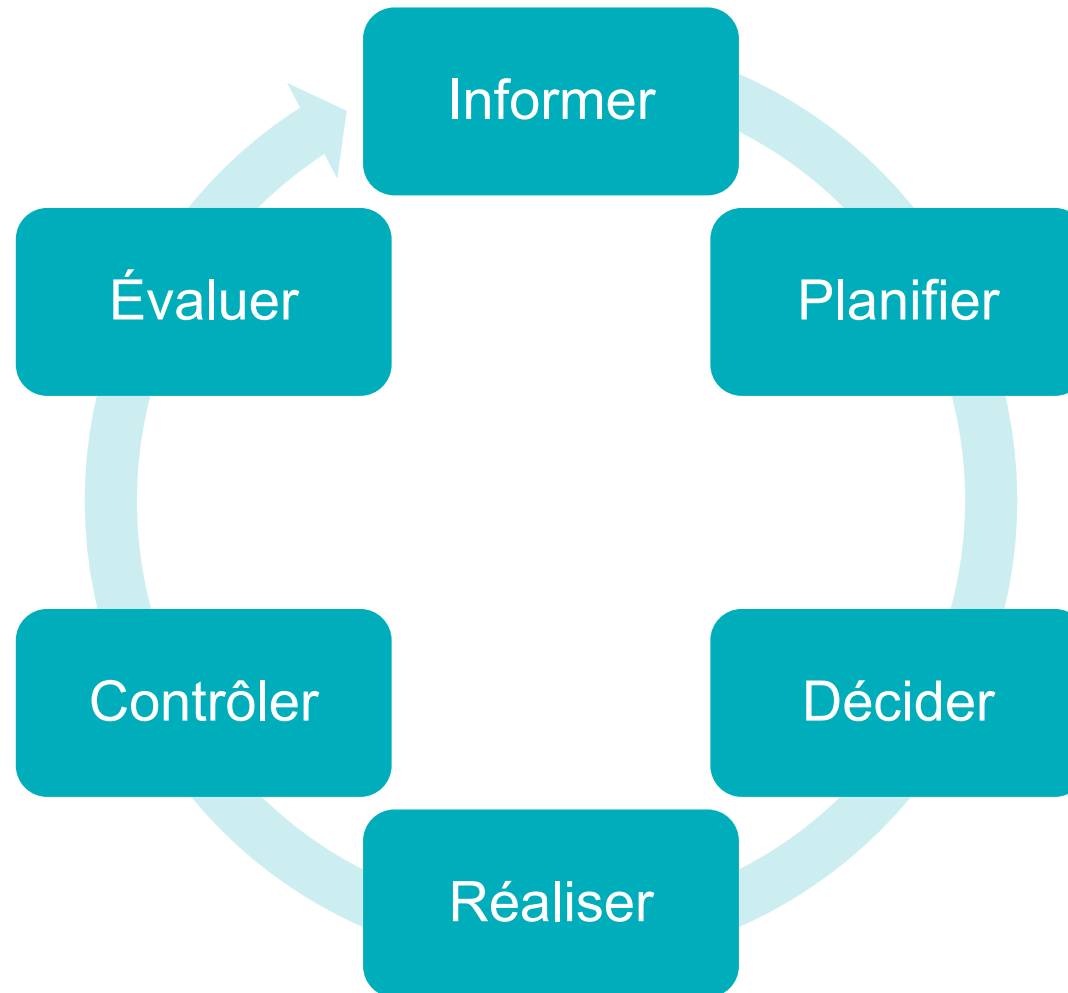 Informer
Planifier
Décider
Réaliser
Contrôler
Évaluer